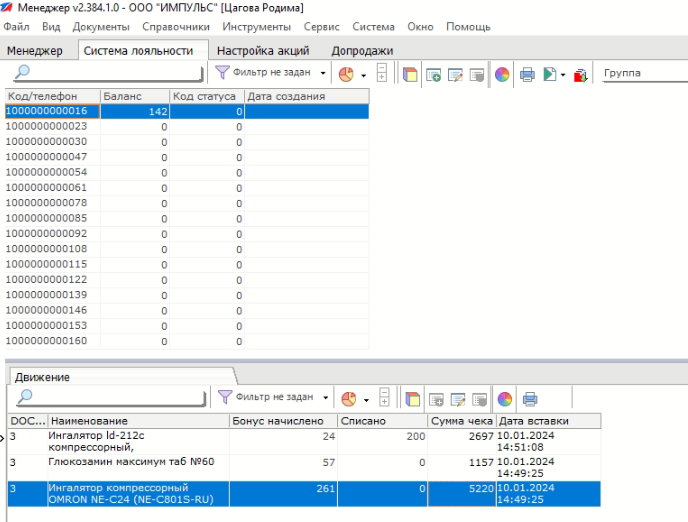 Менеджер v2.384.1.0 - ООО "ИМПУЛЬС" [Цагова Родима]
Файл Вид Документы Справочники Инструменты Сервис Система Окно Помощь
Менеджер Система лояльности Настройка акций Допродажи
Фильтр не задан Группа
Код/телефон Баланс Код статуса Дата создания
1000000000016 142 0
1000000000023 0 0
1000000000030 0 0
1000000000047 0 0
1000000000054 0 0
1000000000061 0 0
1000000000078 0 0
1000000000085 0 0
1000000000092 0 0
1000000000108 0 0
1000000000115 0 0
1000000000122 0 0
1000000000139 0 0
1000000000146 0 0
1000000000153 0 0
1000000000160 0 0
Движение
Фильтр не задан
DOC... Наименование Бонус начислено Списано Сумма чека Дата вставки
3 Ингалятор ld-212c 24 200 2697 10.01.2024
компрессорный, 14:51:08
3 Глюкозамин максимум таб №60 57 0 1157 10.01.2024
14:49:25
3 Ингалятор компрессорный 261 0 5220 10.01.2024
OMRON NE-C24 (NE-C801S-RU) 14:49:25